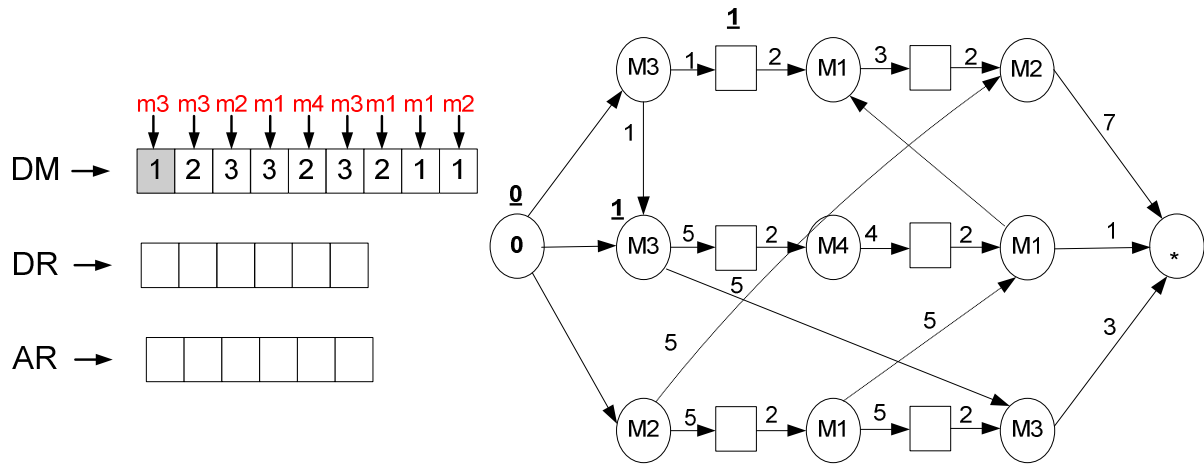 m3 m3 m2 m1 m4 m3 m1 m1 m2
DM 1 2 3 3 2 3 2 1 1
DR
AR
1
M3 1 2 M1 3 2 M2
1 7
0 1
0 M3 5 2 M4 4 2 M1 1 *
5
5 5 3
M2 5 2 M1 5 2 M3